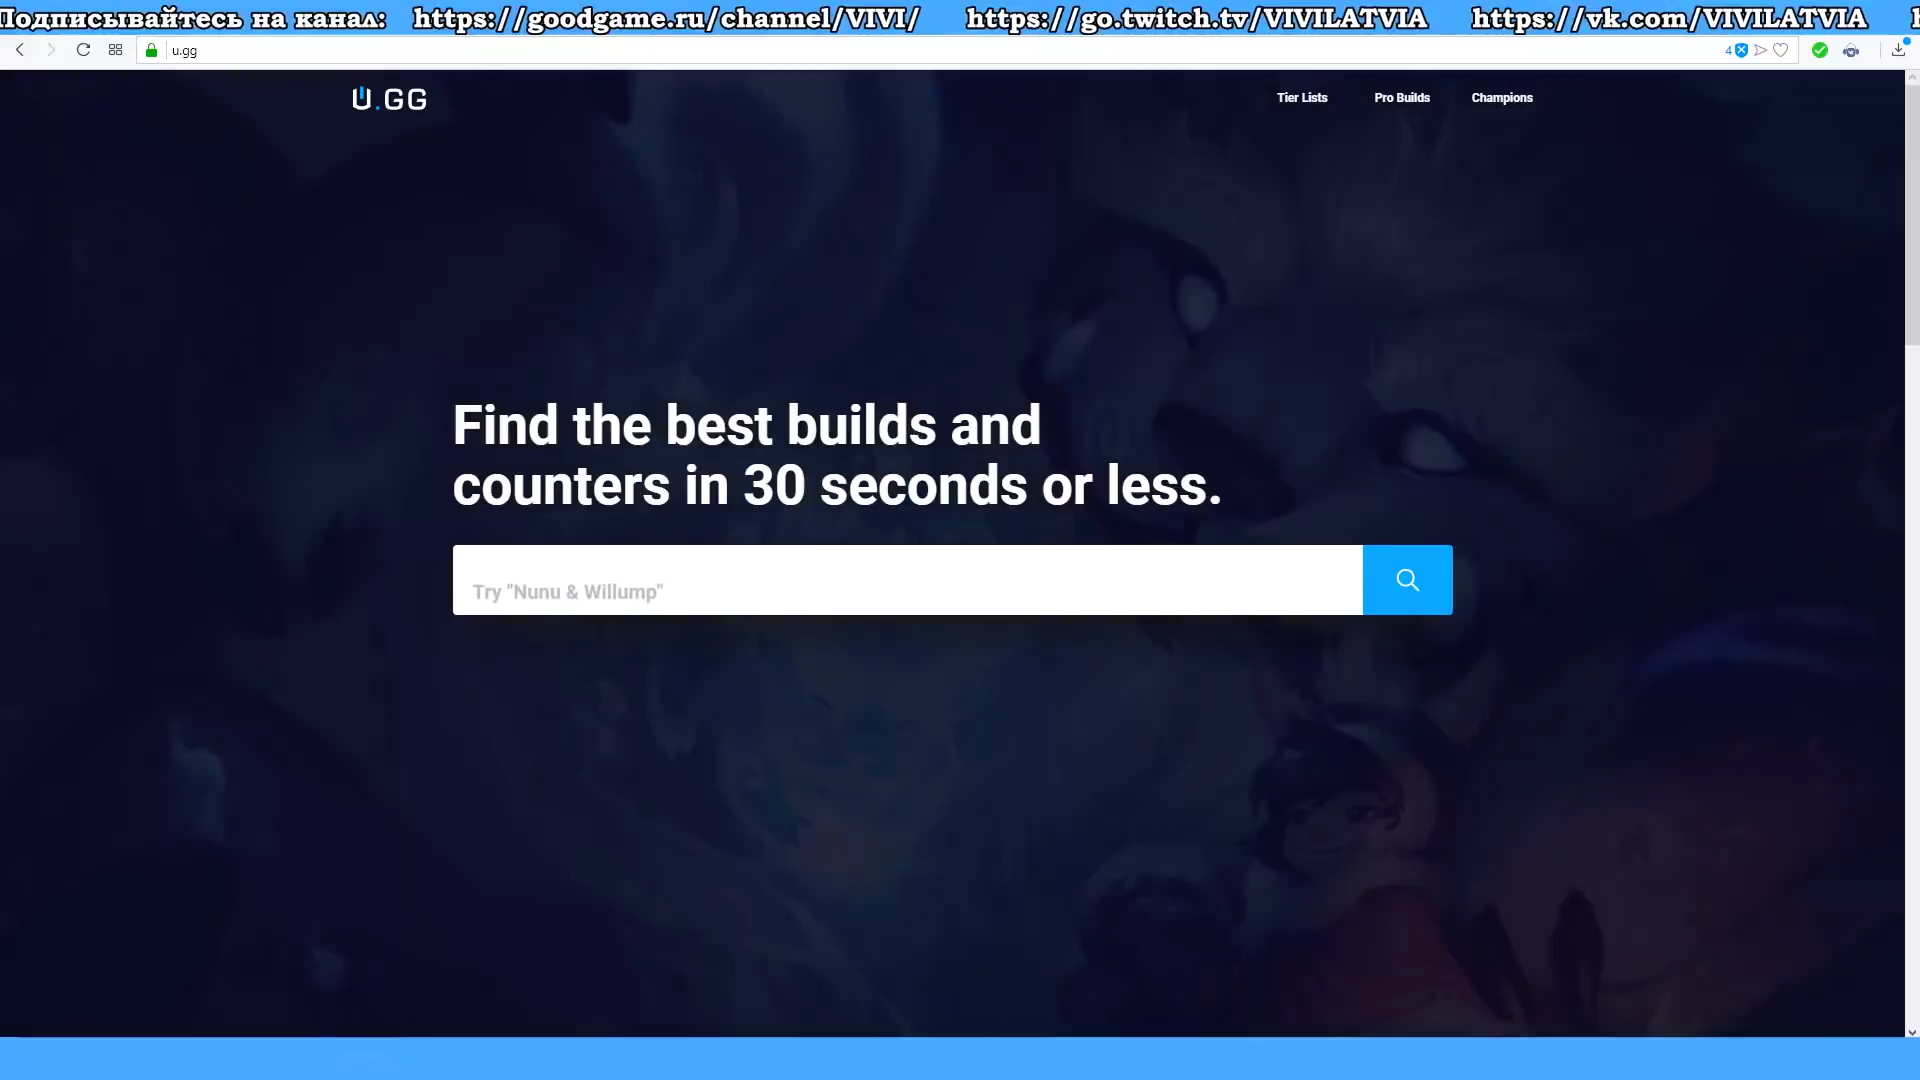 Подписывайтесь на канал: https://goodgame.ru/channel/VIVI/ https://go.twitch.tv/VIVILATVIA https://vk.com/VIVILATVIA
u.gg
4
U.GG
Tier Lists Pro Builds Champions
Find the best builds and
counters in 30 seconds or less.
Try "Nunu & Willump"